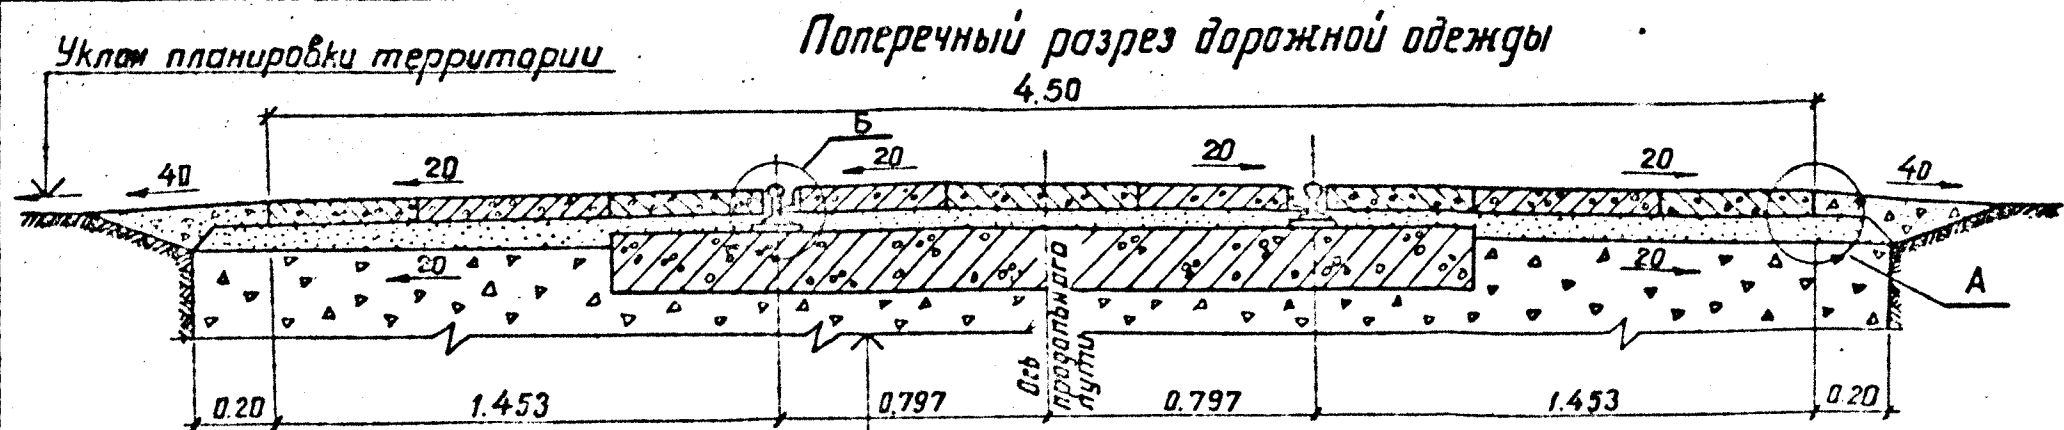 Поперечный разрез дорожной одежды
Уклон планировки территории
4.50
Б
40
20
20
20
20
40
20
20
А
Ось
продольного
пути
0.20
1.453
0.797
0.797
1.453
0.20